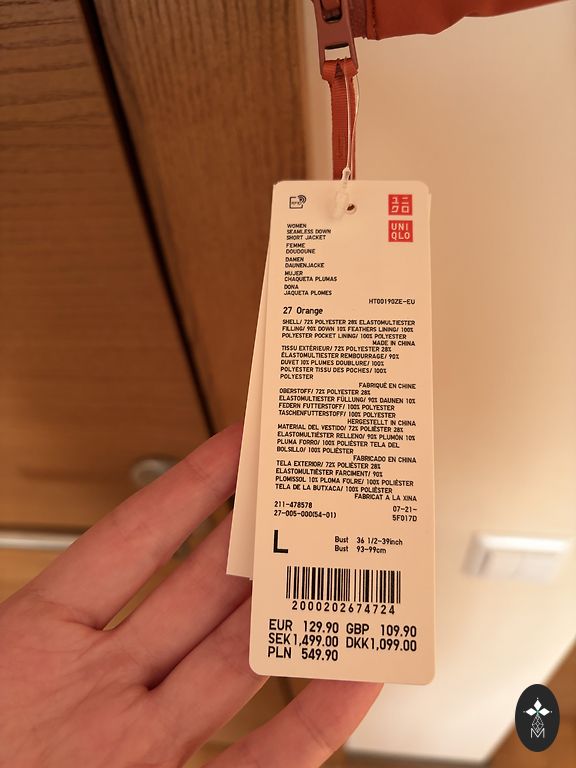 ユニ
クロ
UNI
QLO
WOMEN
SEAMLESS DOWN
SHORT JACKET
FEMME
DOUDOUNE
DAMEN
DAUNENJACKE
MUJER
CHAQUETA PLUMAS
DONA
JAQUETA PLOMES
HT00190ZE-EU
27 Orange
SHELL/ 72% POLYESTER 28% ELASTOMULTIESTER
FILLING/ 90% DOWN 10% FEATHERS LINING/ 100%
POLYESTER POCKET LINING/ 100% POLYESTER
MADE IN CHINA
TISSU EXTÉRIEUR/ 72% POLYESTER 28%
ÉLASTOMULTIESTER REMBOURRAGE/ 90%
DUVET 10% PLUMES DOUBLURE/ 100%
POLYESTER TISSU DES POCHES/ 100%
POLYESTER
FABRIQUÉ EN CHINE
OBERSTOFF/ 72% POLYESTER 28%
ELASTOMULTIESTER FÜLLUNG/ 90% DAUNEN 10%
FEDERN FUTTERSTOFF/ 100% POLYESTER
TASCHENFUTTERSTOFF/ 100% POLYESTER
HERGESTELLT IN CHINA
MATERIAL DEL VESTIDO/ 72% POLIÉSTER 28%
ELASTOMULTIÉSTER RELLENO/ 90% PLUMÓN 10%
PLUMA FORRO/ 100% POLIÉSTER TELA DEL
BOLSILLO/ 100% POLIÉSTER
FABRICADO EN CHINA
TELA EXTERIOR/ 72% POLIÈSTER 28%
ELASTOMULTIÈSTER FARCIMENT/ 90%
PLOMISSOL 10% PLOMA FOLRE/ 100% POLIÈSTER
TELA DE LA BUTXACA/ 100% POLIÈSTER
FABRICAT A LA XINA
211-478578 07-21-
27-005-000(54-01) 5F017D
L
Bust 36 1/2-39inch
Bust 93-99cm
2000202674724
EUR 129.90 GBP 109.90
SEK 1,499.00 DKK 1,099.00
PLN 549.90
M